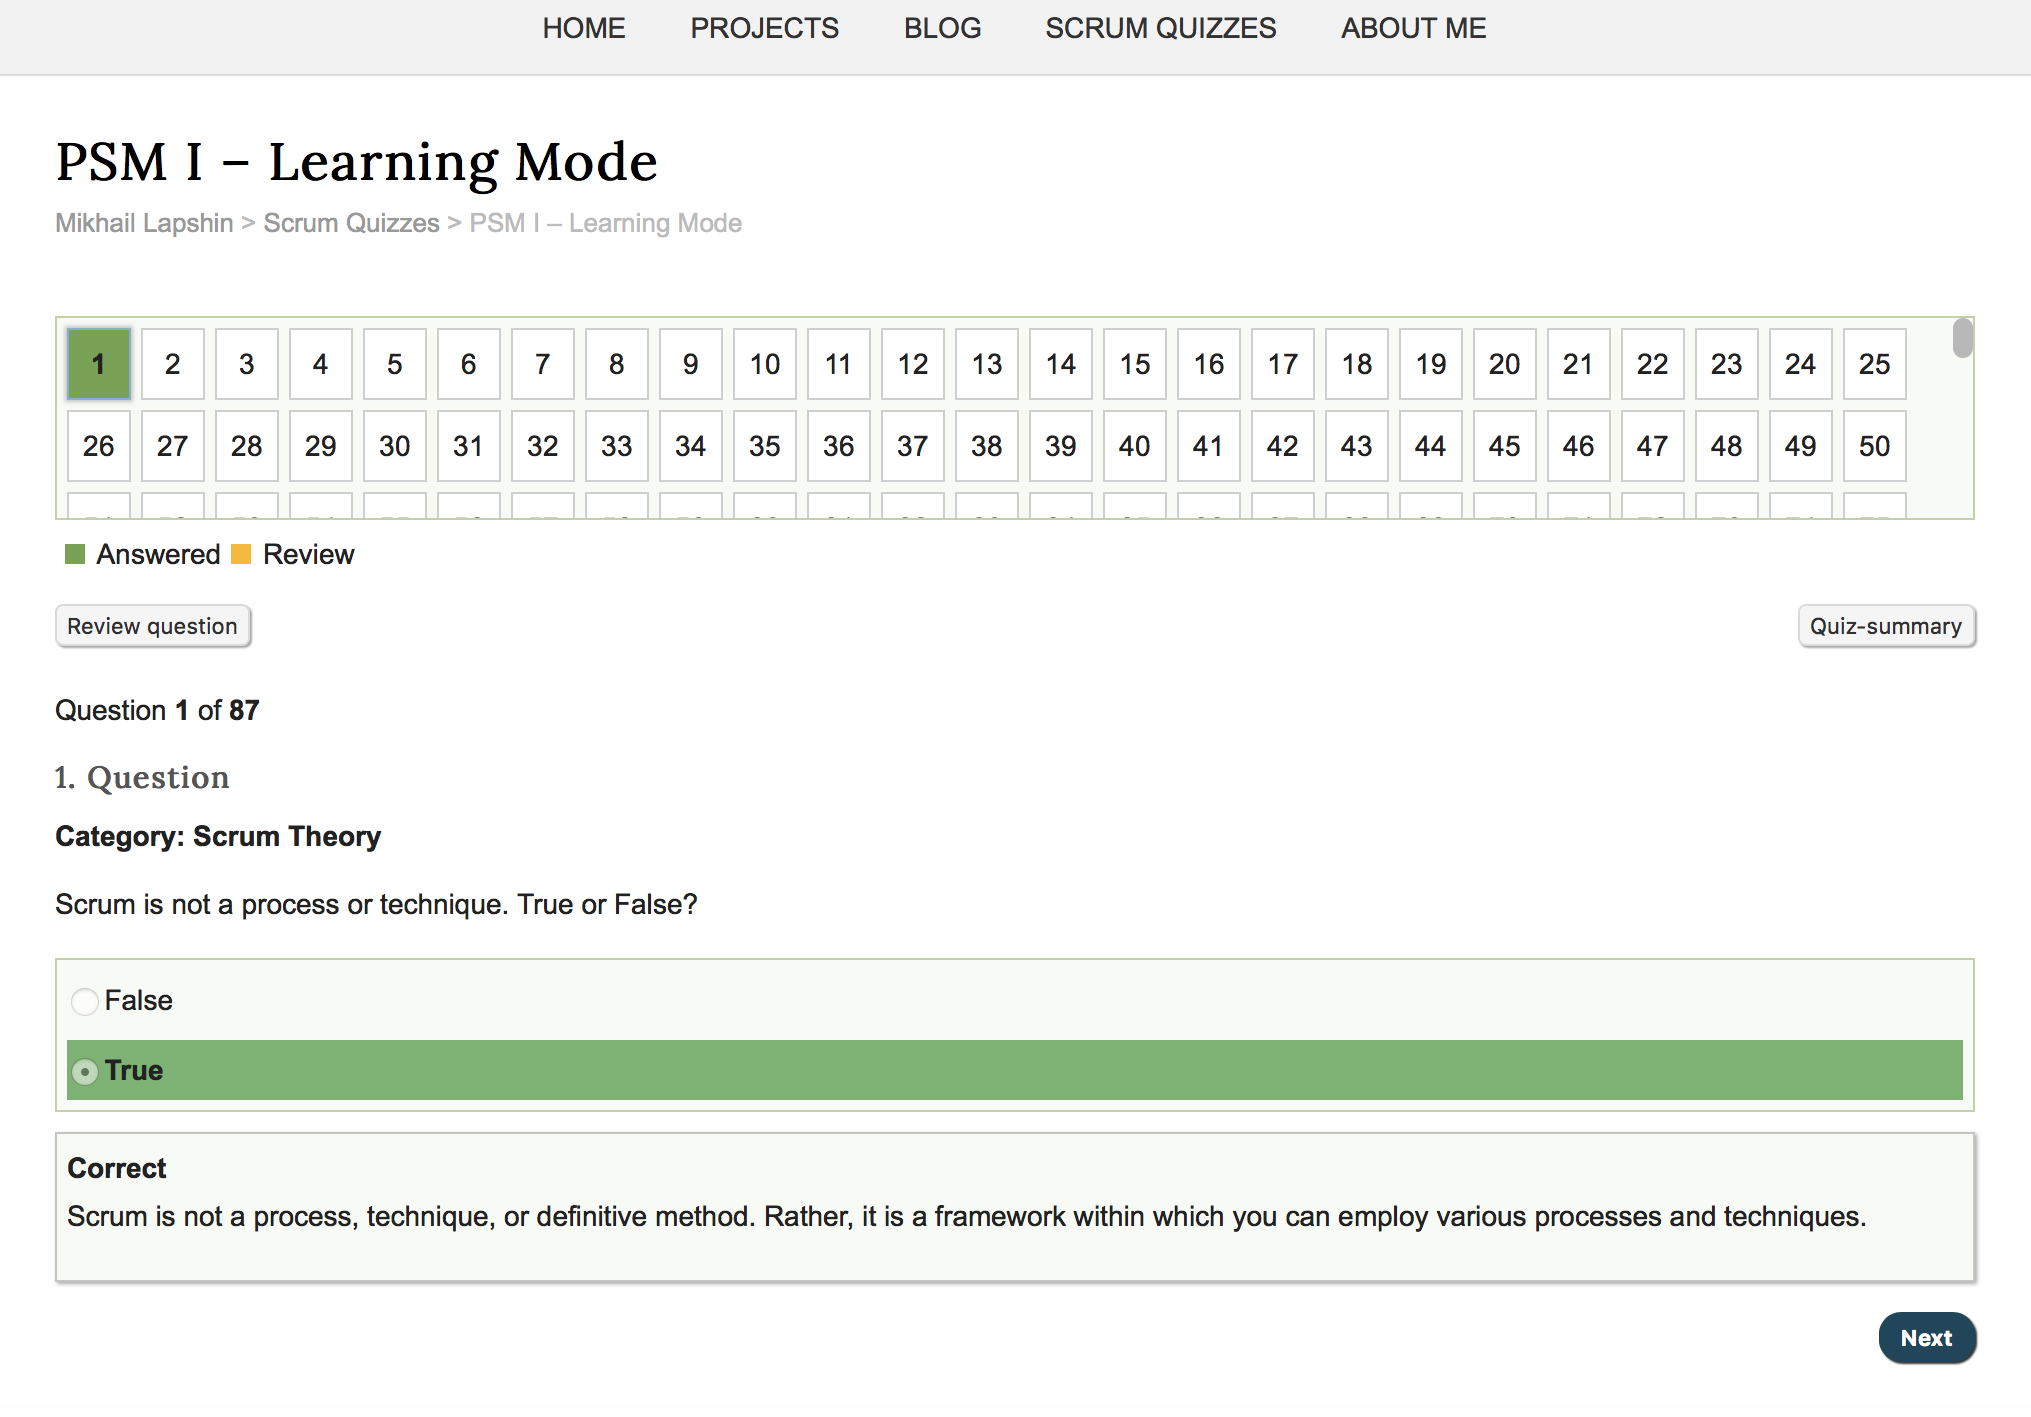 HOME PROJECTS BLOG SCRUM QUIZZES ABOUT ME
PSM I – Learning Mode
Mikhail Lapshin > Scrum Quizzes > PSM I – Learning Mode
1 2 3 4 5 6 7 8 9 10 11 12 13 14 15 16 17 18 19 20 21 22 23 24 25
26 27 28 29 30 31 32 33 34 35 36 37 38 39 40 41 42 43 44 45 46 47 48 49 50
Answered Review
Review question Quiz-summary
Question 1 of 87
1. Question
Category: Scrum Theory
Scrum is not a process or technique. True or False?
False
True
Correct
Scrum is not a process, technique, or definitive method. Rather, it is a framework within which you can employ various processes and techniques.
Next